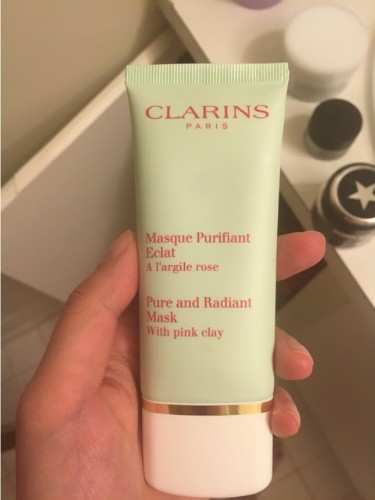 CLARINS
PARIS
Masque Purifiant
Eclat
A l'argile rose
Pure and Radiant
Mask
With pink clay